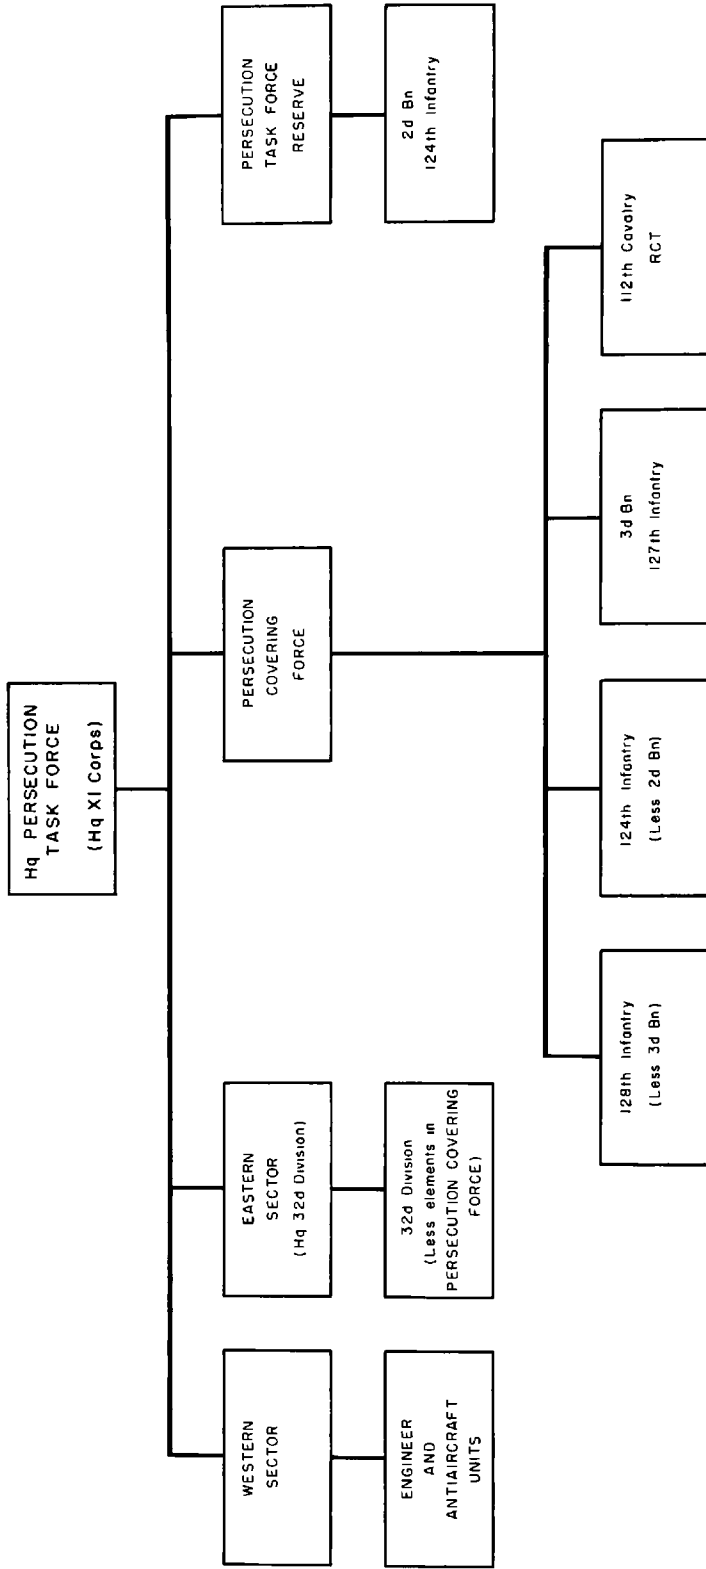 Hq PERSECUTION
TASK FORCE
(Hq XI Corps)
WESTERN
SECTOR
EASTERN
SECTOR
(Hq 32d Division)
PERSECUTION
COVERING
FORCE
PERSECUTION
TASK FORCE
RESERVE
ENGINEER
AND
ANTIAIRCRAFT
UNITS
32d Division
(Less elements in
PERSECUTION COVERING
FORCE)
2d Bn
124th Infantry
128th Infantry
(Less 3d Bn)
124th Infantry
(Less 2d Bn)
3d Bn
127th Infantry
112th Cavalry
RCT